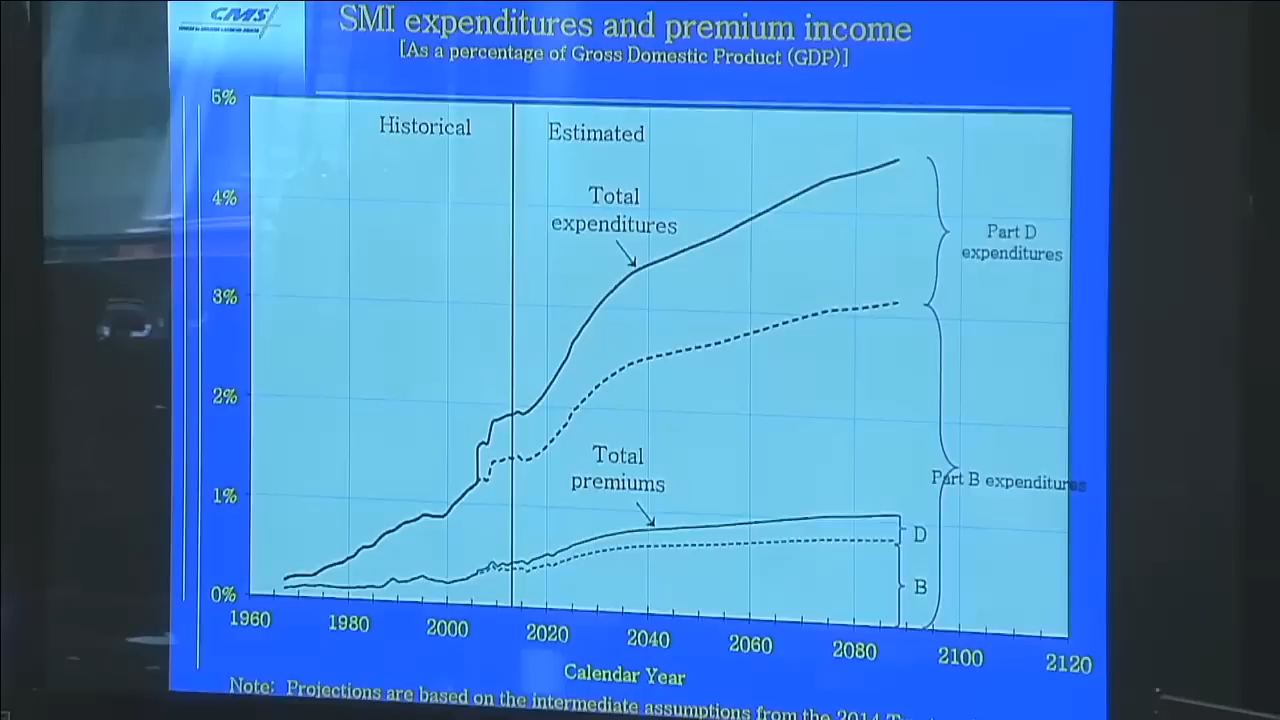 CMS
SMI expenditures and premium income
[As a percentage of Gross Domestic Product (GDP)]
5%
4%
3%
2%
1%
0%
Historical
Estimated
Total
expenditures
Part D
expenditures
Total
premiums
Part B expenditures
D
B
1960
1980
2000
2020
2040
2060
2080
2100
2120
Calendar Year
Note: Projections are based on the intermediate assumptions from the 2014